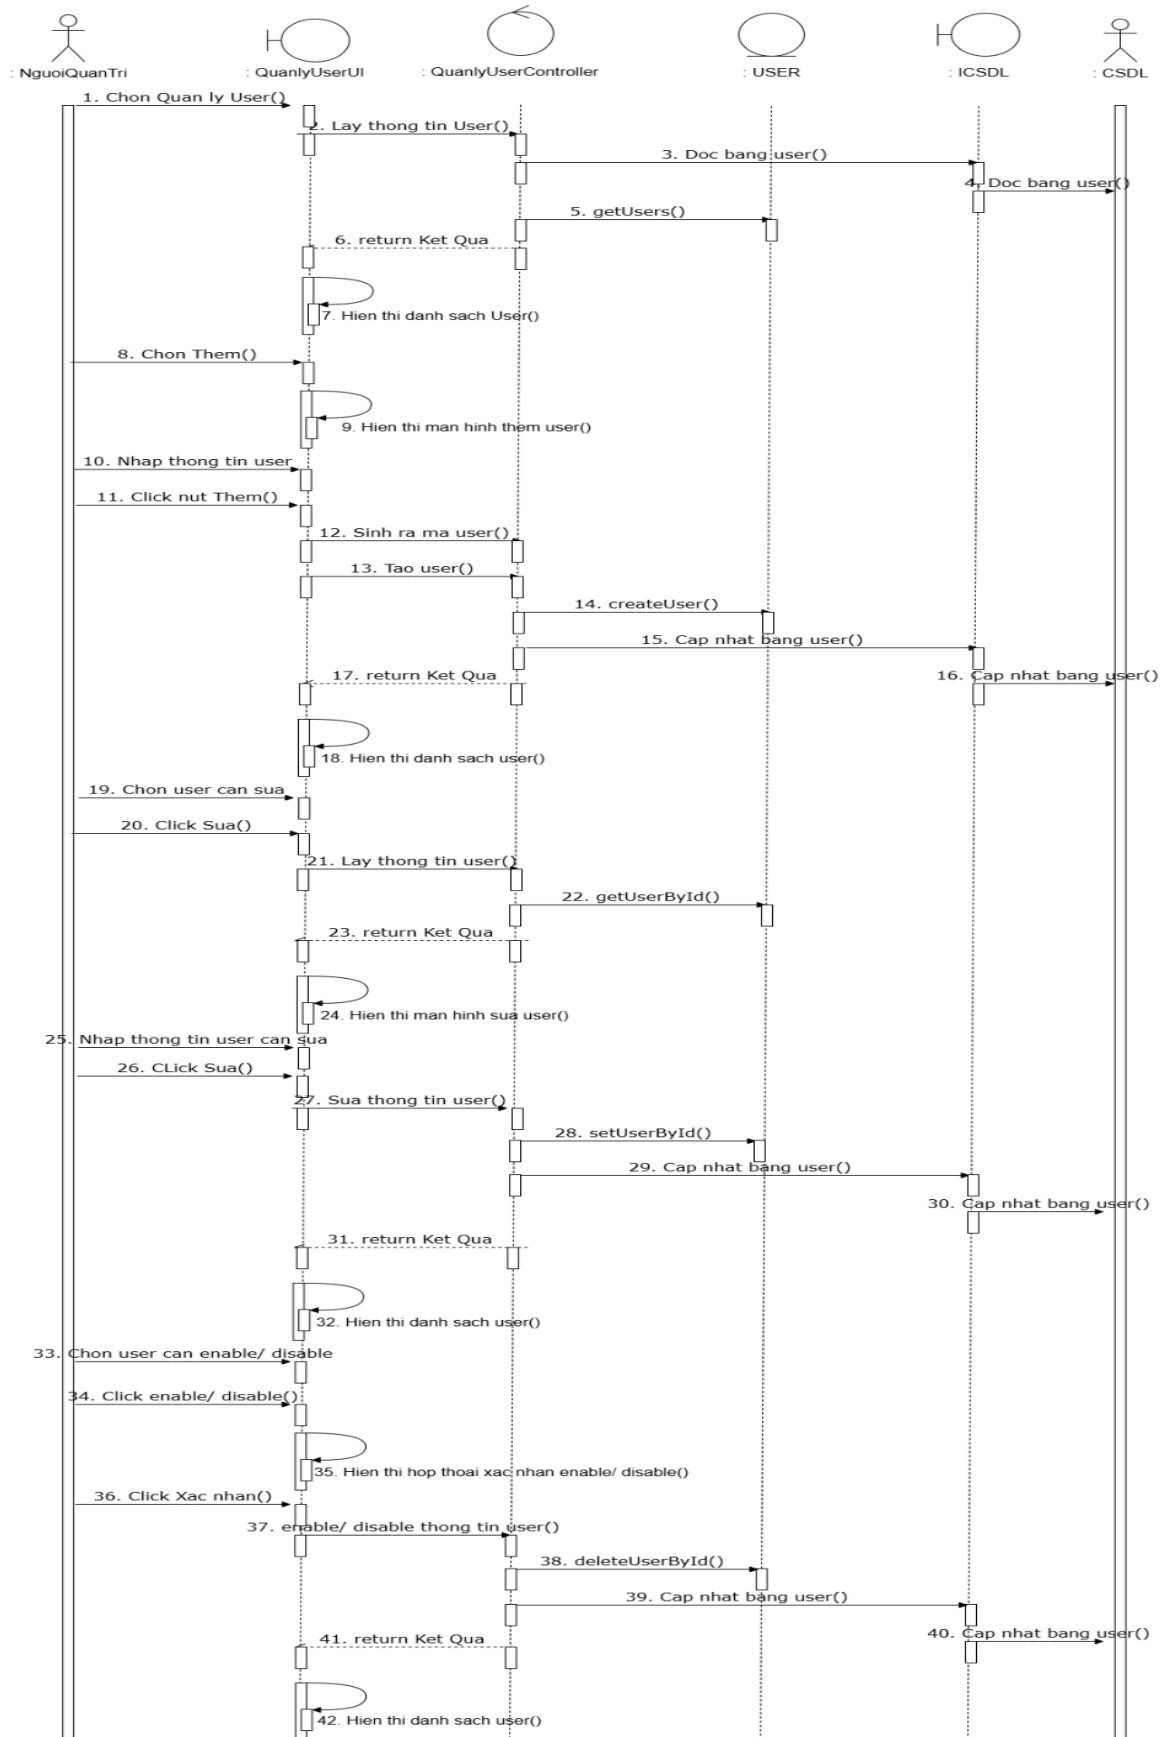 : NguoiQuanTri
: QuanlyUserUI
: QuanlyUserController
: USER
: ICSDL
: CSDL
1. Chon Quan ly User()
2. Lay thong tin User()
3. Doc bang user()
4. Doc bang user()
5. getUsers()
6. return Ket Qua
7. Hien thi danh sach User()
8. Chon Them()
9. Hien thi man hinh them user()
10. Nhap thong tin user
11. Click nut Them()
12. Sinh ra ma user()
13. Tao user()
14. createUser()
15. Cap nhat bang user()
17. return Ket Qua
16. Cap nhat bang user()
18. Hien thi danh sach user()
19. Chon user can sua
20. Click Sua()
21. Lay thong tin user()
22. getUserById()
23. return Ket Qua
24. Hien thi man hinh sua user()
25. Nhap thong tin user can sua
26. CLick Sua()
27. Sua thong tin user()
28. setUserById()
29. Cap nhat bang user()
30. Cap nhat bang user()
31. return Ket Qua
32. Hien thi danh sach user()
33. Chon user can enable/ disable
34. Click enable/ disable()
35. Hien thi hop thoai xac nhan enable/ disable()
36. Click Xac nhan()
37. enable/ disable thong tin user()
38. deleteUserById()
39. Cap nhat bang user()
41. return Ket Qua
40. Cap nhat bang user()
42. Hien thi danh sach user()